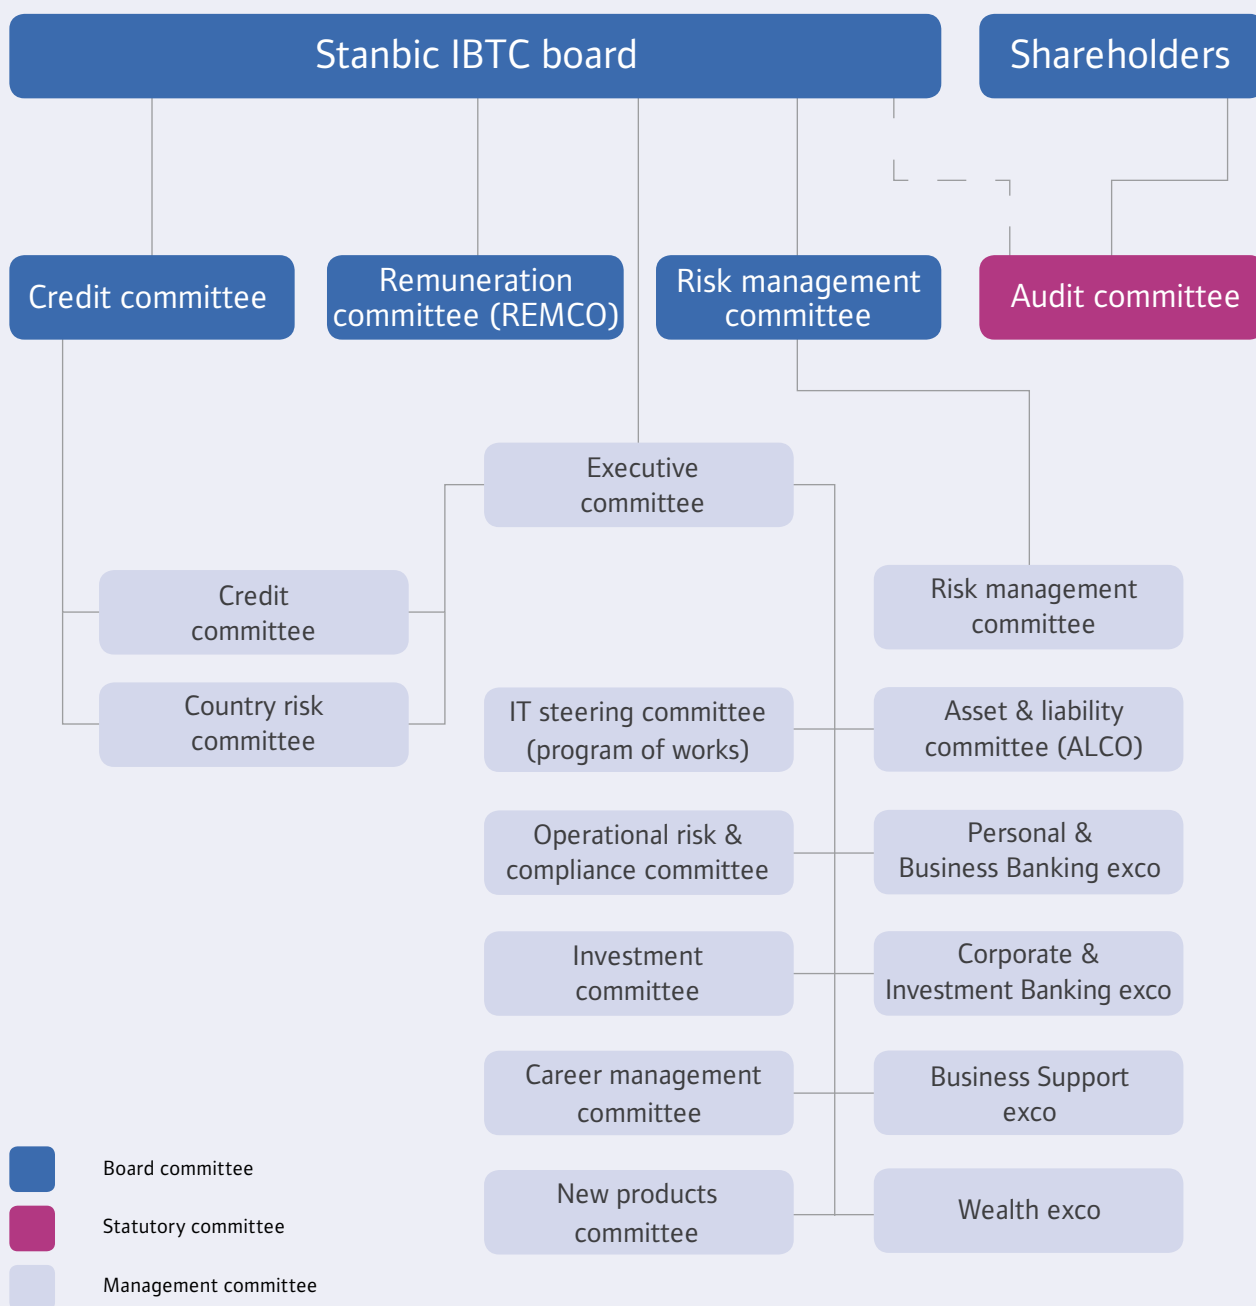 Stanbic IBTC board
Shareholders
Credit committee
Remuneration
committee (REMCO)
Risk management
committee
Audit committee
Executive
committee
Credit
committee
Risk management
committee
Country risk
committee
IT steering committee
(program of works)
Asset & liability
committee (ALCO)
Operational risk &
compliance committee
Personal &
Business Banking exco
Investment
committee
Corporate &
Investment Banking exco
Career management
committee
Business Support
exco
New products
committee
Wealth exco
Board committee
Statutory committee
Management committee